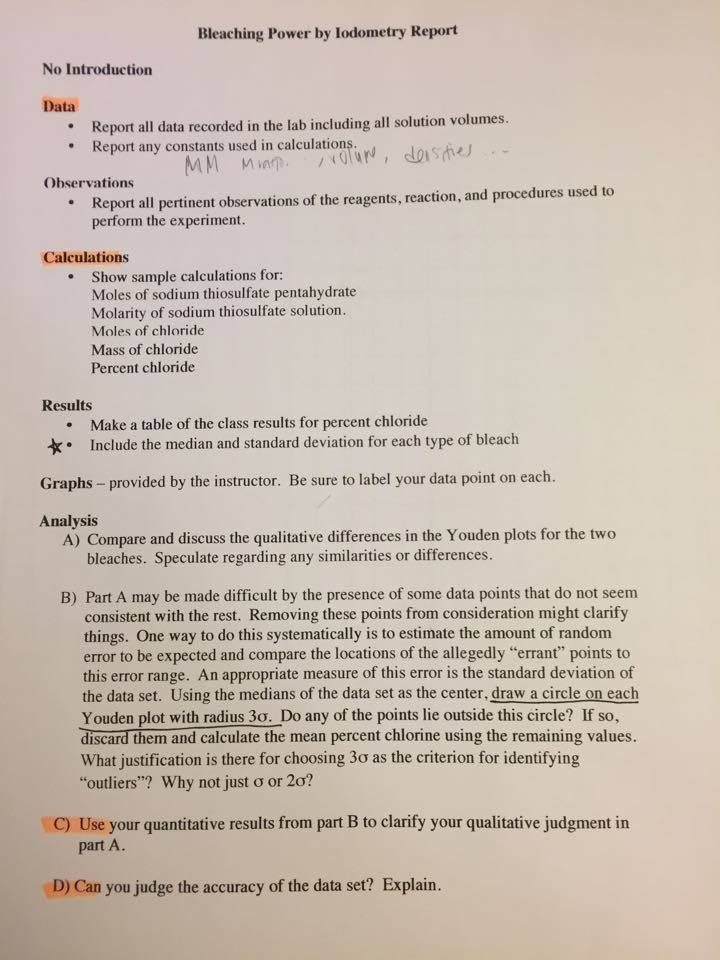 Bleaching Power by Iodometry Report
No Introduction
Data
• Report all data recorded in the lab including all solution volumes.
• Report any constants used in calculations.
MM , volume, densities ...
Observations
• Report all pertinent observations of the reagents, reaction, and procedures used to
perform the experiment.
Calculations
• Show sample calculations for:
Moles of sodium thiosulfate pentahydrate
Molarity of sodium thiosulfate solution.
Moles of chloride
Mass of chloride
Percent chloride
Results
• Make a table of the class results for percent chloride
• Include the median and standard deviation for each type of bleach
Graphs – provided by the instructor. Be sure to label your data point on each.
Analysis
A) Compare and discuss the qualitative differences in the Youden plots for the two
bleaches. Speculate regarding any similarities or differences.
B) Part A may be made difficult by the presence of some data points that do not seem
consistent with the rest. Removing these points from consideration might clarify
things. One way to do this systematically is to estimate the amount of random
error to be expected and compare the locations of the allegedly “errant” points to
this error range. An appropriate measure of this error is the standard deviation of
the data set. Using the medians of the data set as the center, draw a circle on each
Youden plot with radius 3σ. Do any of the points lie outside this circle? If so,
discard them and calculate the mean percent chlorine using the remaining values.
What justification is there for choosing 3σ as the criterion for identifying
“outliers”? Why not just σ or 2σ?
C) Use your quantitative results from part B to clarify your qualitative judgment in
part A.
D) Can you judge the accuracy of the data set? Explain.